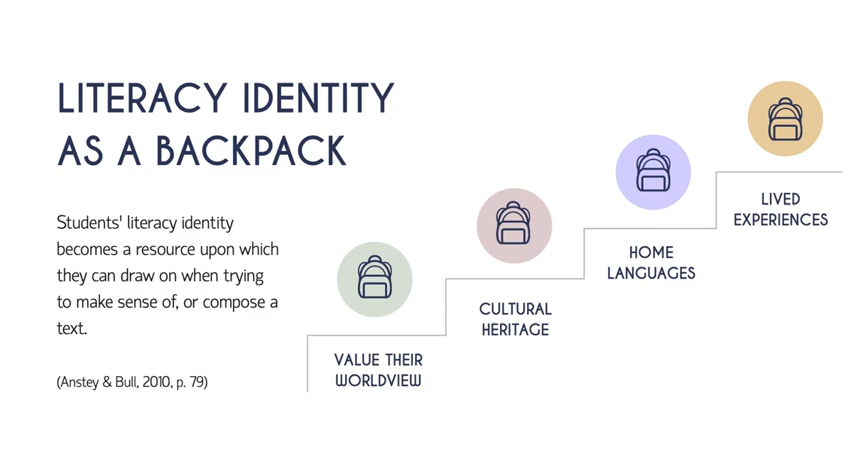 LITERACY IDENTITY
AS A BACKPACK
Students' literacy identity
becomes a resource upon which
they can draw on when trying
to make sense of, or compose a
text.
(Anstey & Bull, 2010, p. 79)
VALUE THEIR
WORLDVIEW
CULTURAL
HERITAGE
HOME
LANGUAGES
LIVED
EXPERIENCES